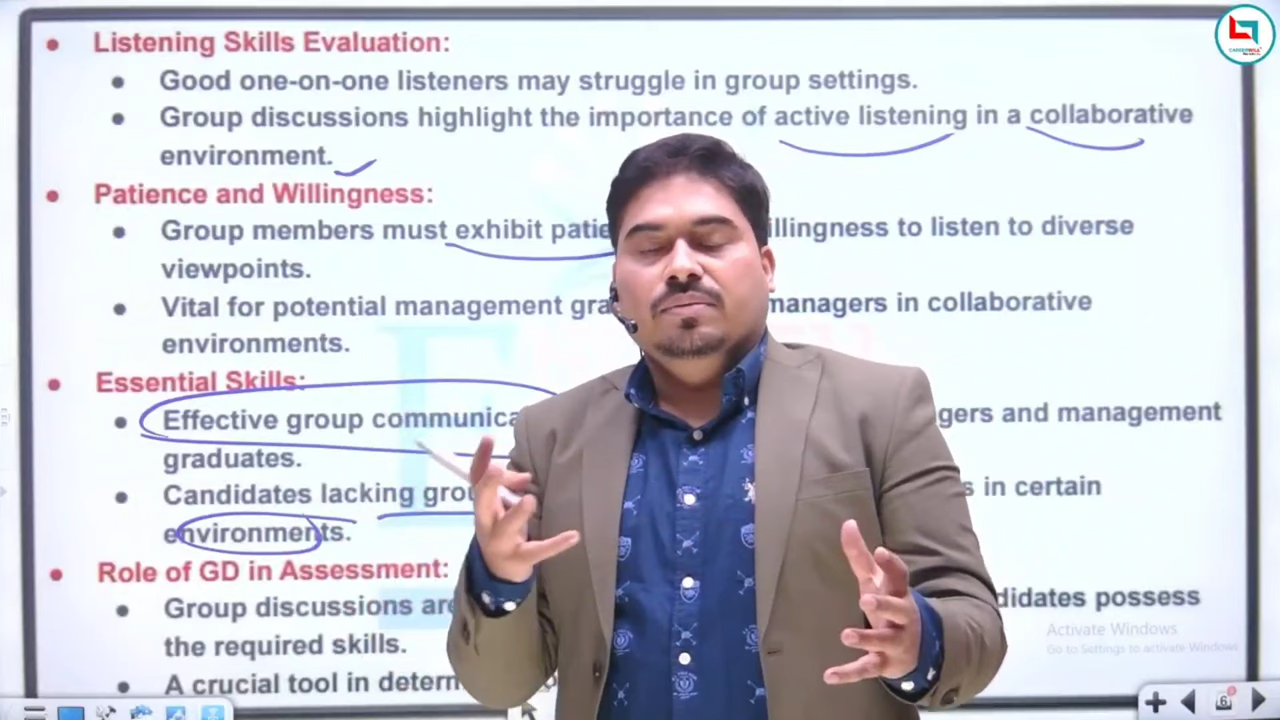 Listening Skills Evaluation:
Good one-on-one listeners may struggle in group settings.
Group discussions highlight the importance of active listening in a collaborative
environment.
Patience and Willingness:
Group members must exhibit patie illingness to listen to diverse
viewpoints.
Vital for potential management gra managers in collaborative
environments.
Essential Skills:
Effective group communica gers and management
graduates.
Candidates lacking grou s in certain
environments.
Role of GD in Assessment:
Group discussions are didates possess
the required skills.
A crucial tool in determ
Activate Windows
Go to Settings to activate Windows
CAREERWILL
6